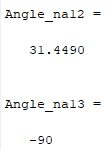 Angle_na12 =
31.4490
Angle_na13 =
-90